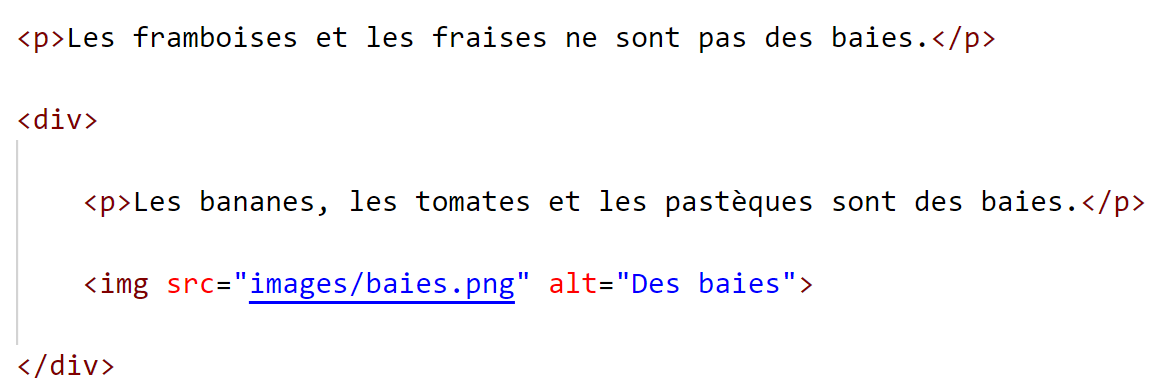 <p>Les framboises et les fraises ne sont pas des baies.</p>
<div>
<p>Les bananes, les tomates et les pastèques sont des baies.</p>
<img src="images/baies.png" alt="Des baies">
</div>